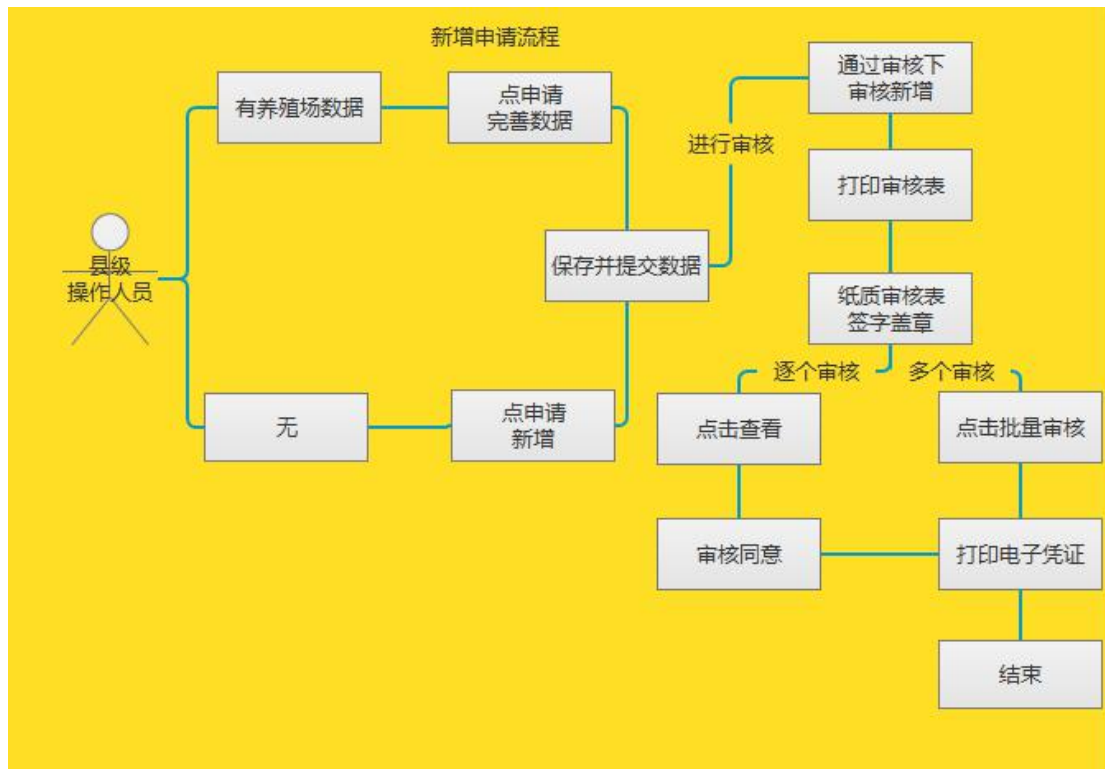 新增申请流程
有养殖场数据
点申请
完善数据
通过审核下
审核新增
进行审核
打印审核表
县级
操作人员
保存并提交数据
纸质审核表
签字盖章
逐个审核
多个审核
无
点申请
新增
点击查看
点击批量审核
审核同意
打印电子凭证
结束